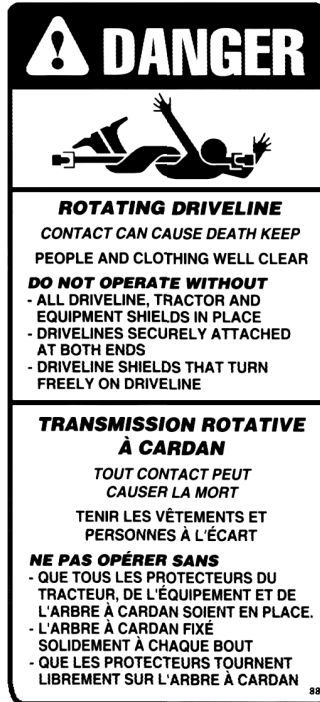 DANGER
ROTATING DRIVELINE
CONTACT CAN CAUSE DEATH KEEP
PEOPLE AND CLOTHING WELL CLEAR
DO NOT OPERATE WITHOUT
- ALL DRIVELINE, TRACTOR AND
EQUIPMENT SHIELDS IN PLACE
- DRIVELINES SECURELY ATTACHED
AT BOTH ENDS
- DRIVELINE SHIELDS THAT TURN
FREELY ON DRIVELINE
TRANSMISSION ROTATIVE
À CARDAN
TOUT CONTACT PEUT
CAUSER LA MORT
TENIR LES VÊTEMENTS ET
PERSONNES À L'ÉCART
NE PAS OPÉRER SANS
- QUE TOUS LES PROTECTEURS DU
TRACTEUR, DE L'ÉQUIPEMENT ET DE
L'ARBRE À CARDAN SOIENT EN PLACE.
- L'ARBRE À CARDAN FIXÉ
SOLIDEMENT À CHAQUE BOUT
- QUE LES PROTECTEURS TOURNENT
LIBREMENT SUR L'ARBRE À CARDAN